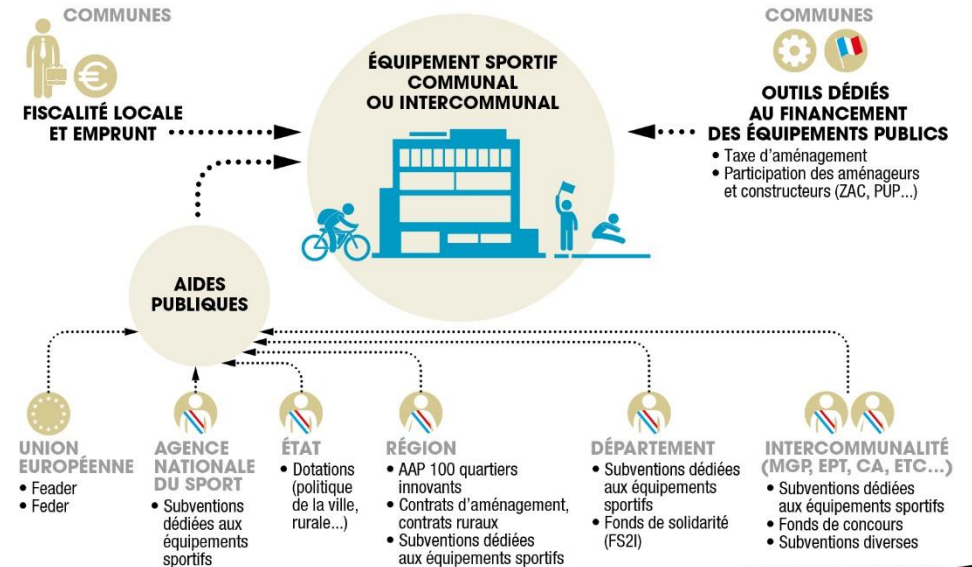 COMMUNES
€
FISCALITÉ LOCALE
ET EMPRUNT
ÉQUIPEMENT SPORTIF
COMMUNAL
OU INTERCOMMUNAL
COMMUNES
OUTILS DÉDIÉS
AU FINANCEMENT
DES ÉQUIPEMENTS PUBLICS
• Taxe d'aménagement
• Participation des aménageurs
et constructeurs (ZAC, PUP...)
AIDES
PUBLIQUES
UNION
EUROPÉENNE
• Feader
• Feder
AGENCE
NATIONALE
DU SPORT
• Subventions
dédiées aux
équipements
sportifs
ÉTAT
• Dotations
(politique
de la ville,
rurale...)
RÉGION
• AAP 100 quartiers
innovants
• Contrats d'aménagement,
contrats ruraux
• Subventions dédiées
aux équipements sportifs
DÉPARTEMENT
• Subventions dédiées
aux équipements
sportifs
• Fonds de solidarité
(FS2I)
INTERCOMMUNALITÉ
(MGP, EPT, CA, ETC...)
• Subventions dédiées
aux équipements sportifs
• Fonds de concours
• Subventions diverses